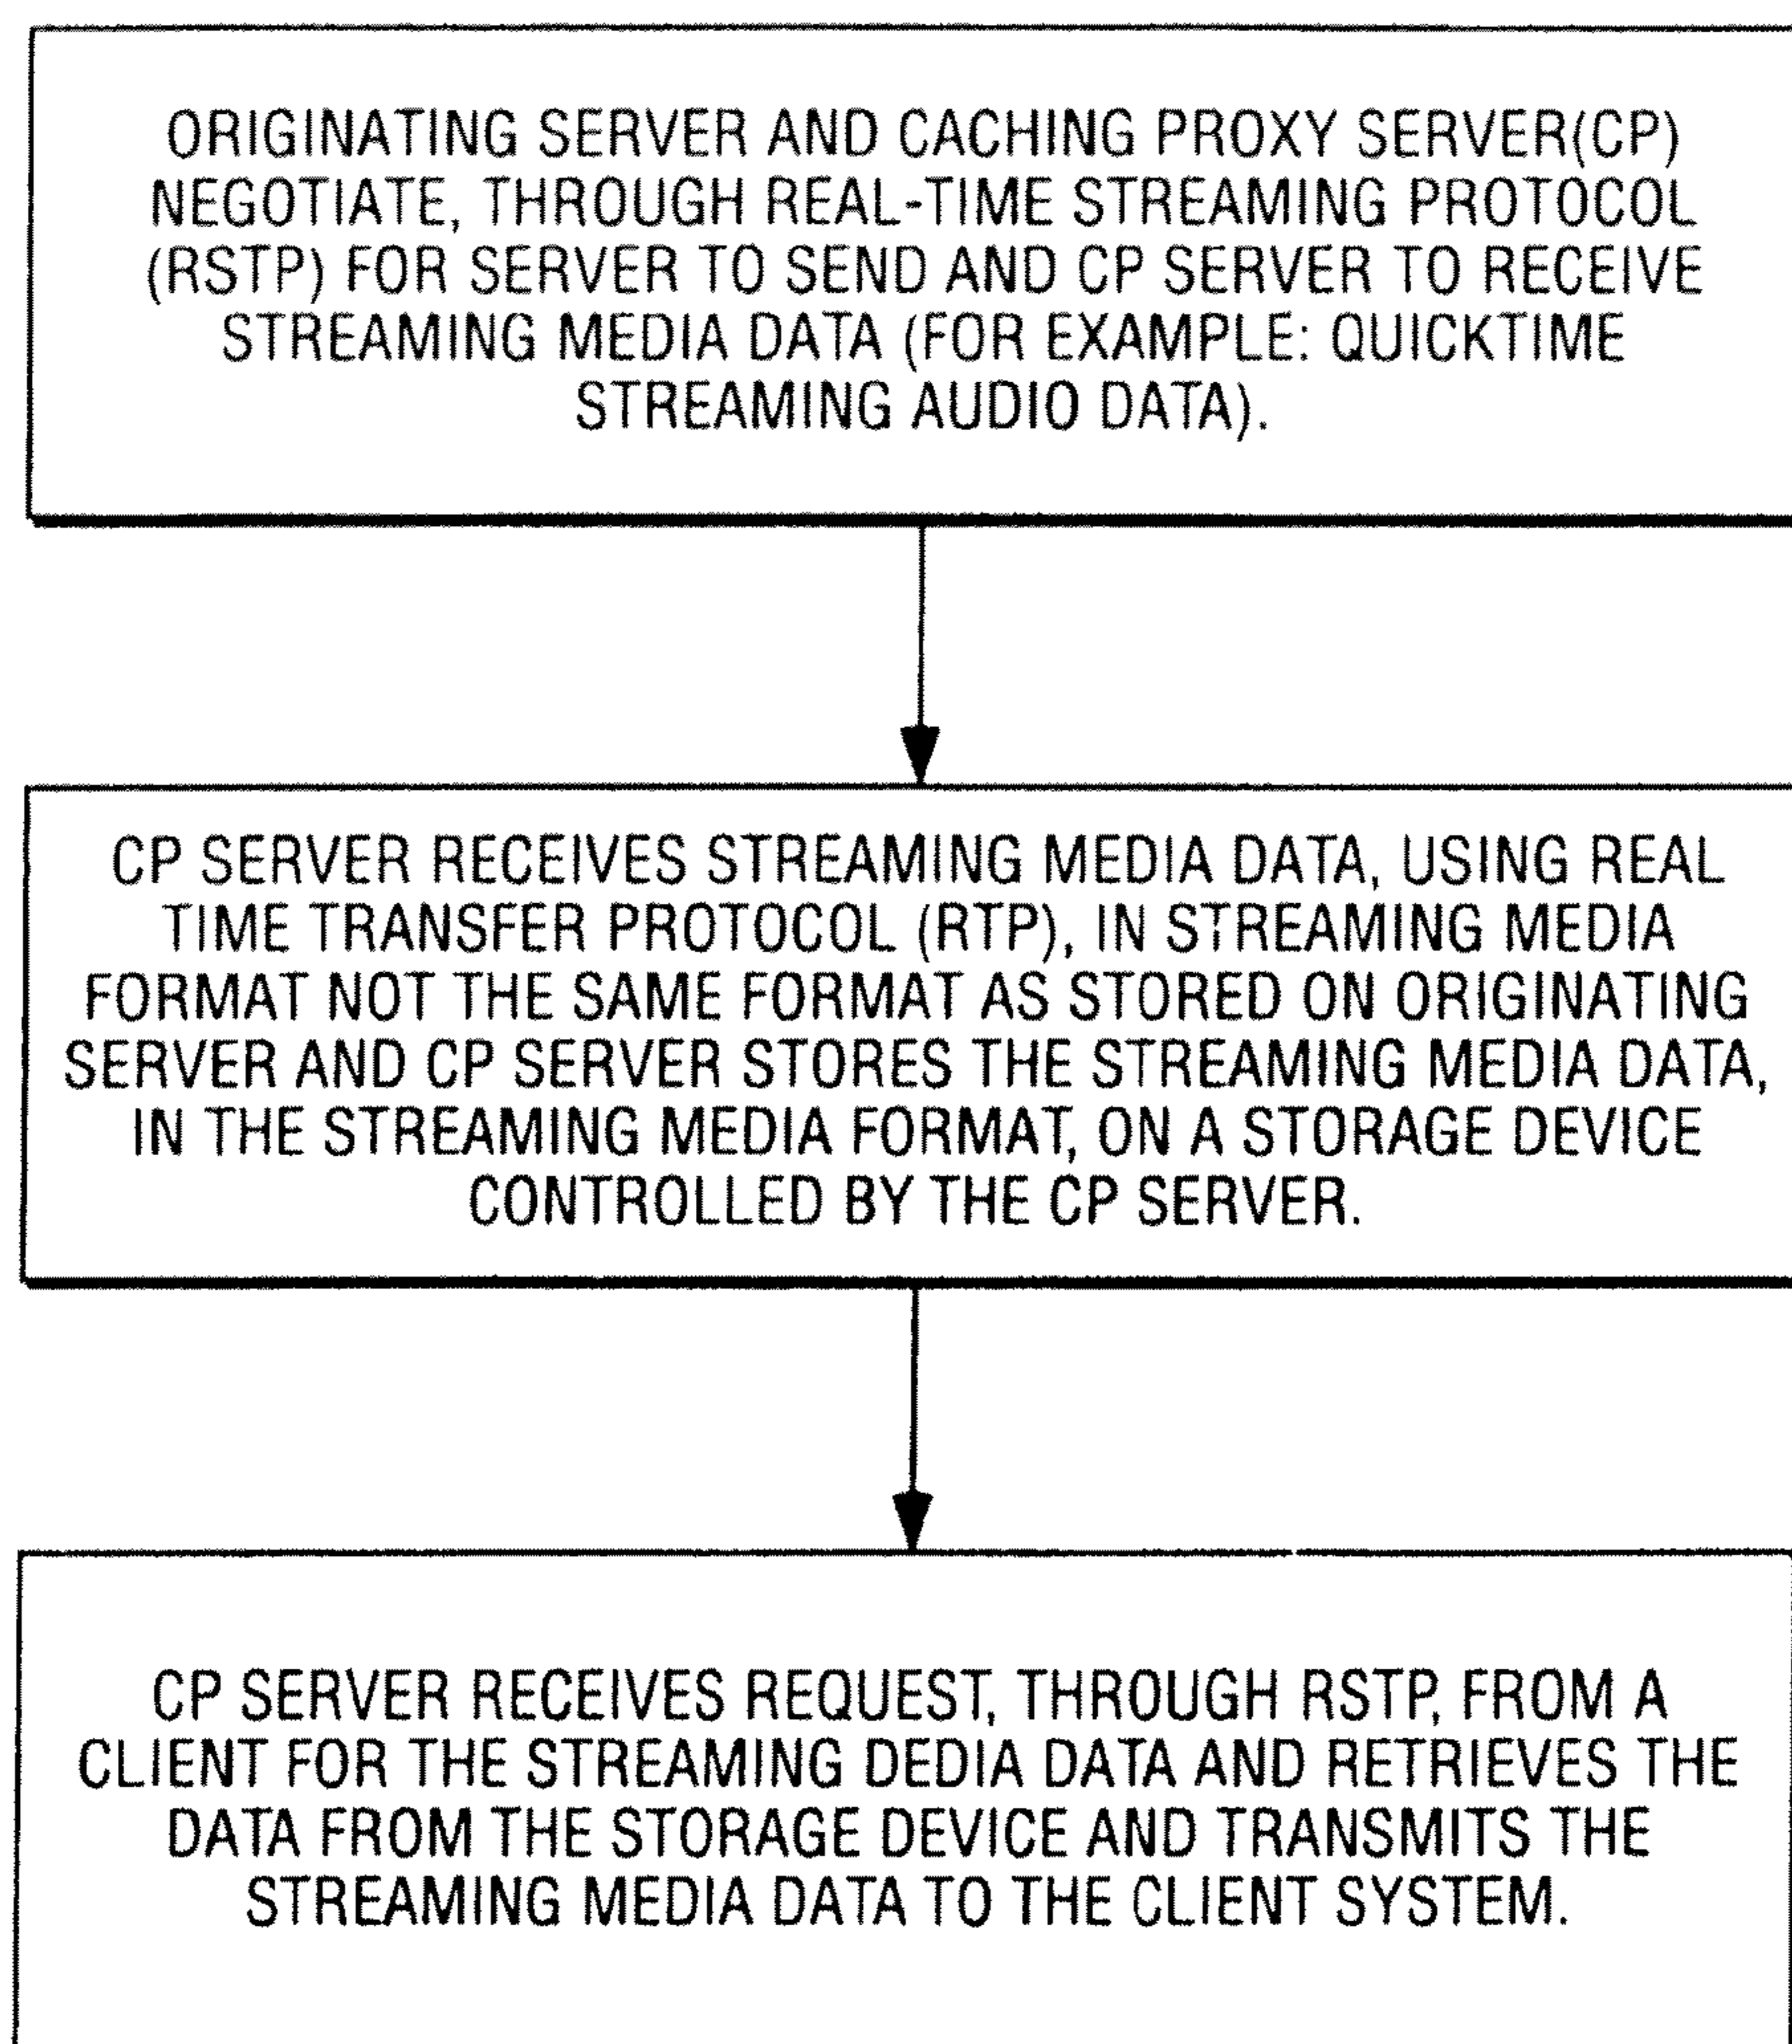 ORIGINATING SERVER AND CACHING PROXY SERVER(CP)
NEGOTIATE, THROUGH REAL-TIME STREAMING PROTOCOL
(RSTP) FOR SERVER TO SEND AND CP SERVER TO RECEIVE
STREAMING MEDIA DATA (FOR EXAMPLE: QUICKTIME
STREAMING AUDIO DATA).
CP SERVER RECEIVES STREAMING MEDIA DATA, USING REAL
TIME TRANSFER PROTOCOL (RTP), IN STREAMING MEDIA
FORMAT NOT THE SAME FORMAT AS STORED ON ORIGINATING
SERVER AND CP SERVER STORES THE STREAMING MEDIA DATA,
IN THE STREAMING MEDIA FORMAT, ON A STORAGE DEVICE
CONTROLLED BY THE CP SERVER.
CP SERVER RECEIVES REQUEST, THROUGH RSTP, FROM A
CLIENT FOR THE STREAMING DEDIA DATA AND RETRIEVES THE
DATA FROM THE STORAGE DEVICE AND TRANSMITS THE
STREAMING MEDIA DATA TO THE CLIENT SYSTEM.